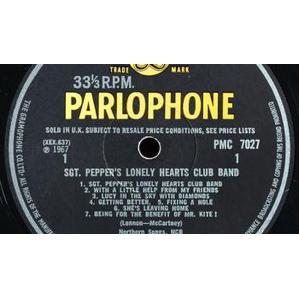 TRADE MARK
33⅓ R.P.M.
PARLOPHONE
SOLD IN U.K. SUBJECT TO RESALE PRICE CONDITIONS, SEE PRICE LISTS
(XEX.637)
℗ 1967
PMC 7027
1
1
SGT. PEPPER'S LONELY HEARTS CLUB BAND
1. SGT. PEPPER'S LONELY HEARTS CLUB BAND
2. WITH A LITTLE HELP FROM MY FRIENDS
3. LUCY IN THE SKY WITH DIAMONDS
4. GETTING BETTER. 5. FIXING A HOLE
6. SHE'S LEAVING HOME
7. BEING FOR THE BENEFIT OF MR. KITE !
(Lennon—McCartney)
Northern Songs, NCB
THE GRAMOPHONE CO. LTD. ALL RIGHTS OF THE